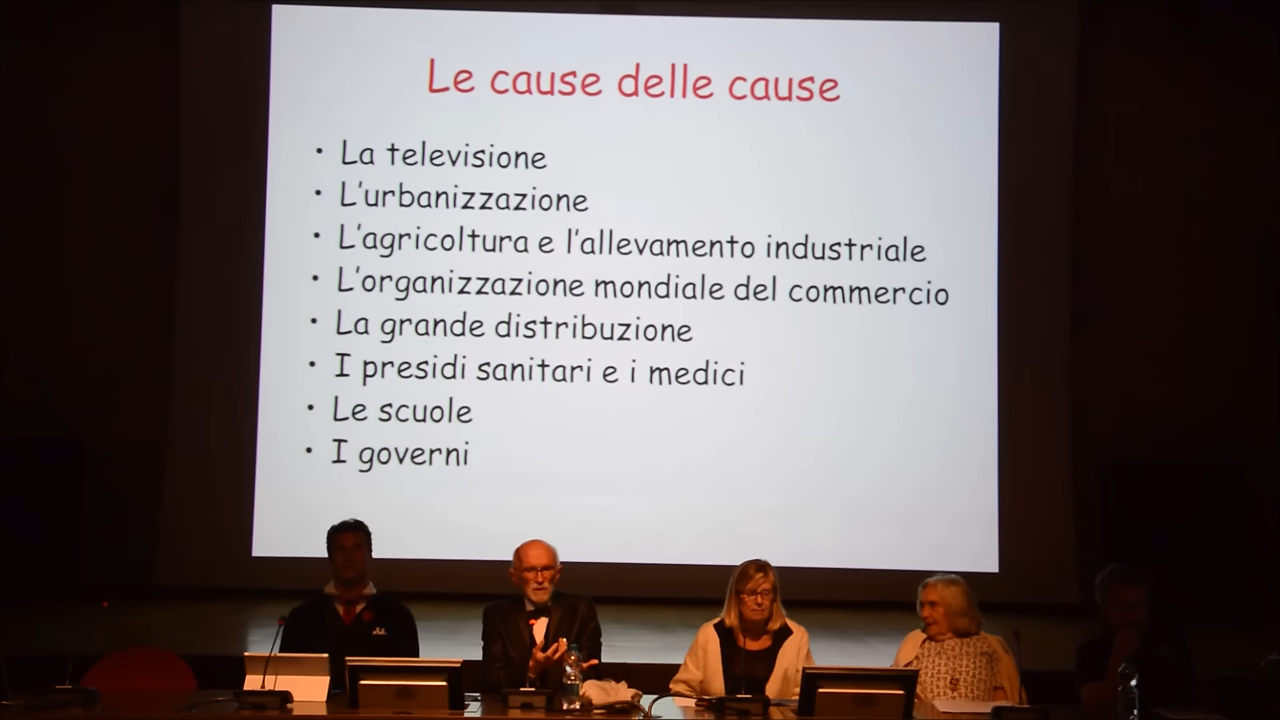 Le cause delle cause
• La televisione
• L'urbanizzazione
• L'agricoltura e l'allevamento industriale
• L'organizzazione mondiale del commercio
• La grande distribuzione
• I presidi sanitari e i medici
• Le scuole
• I governi